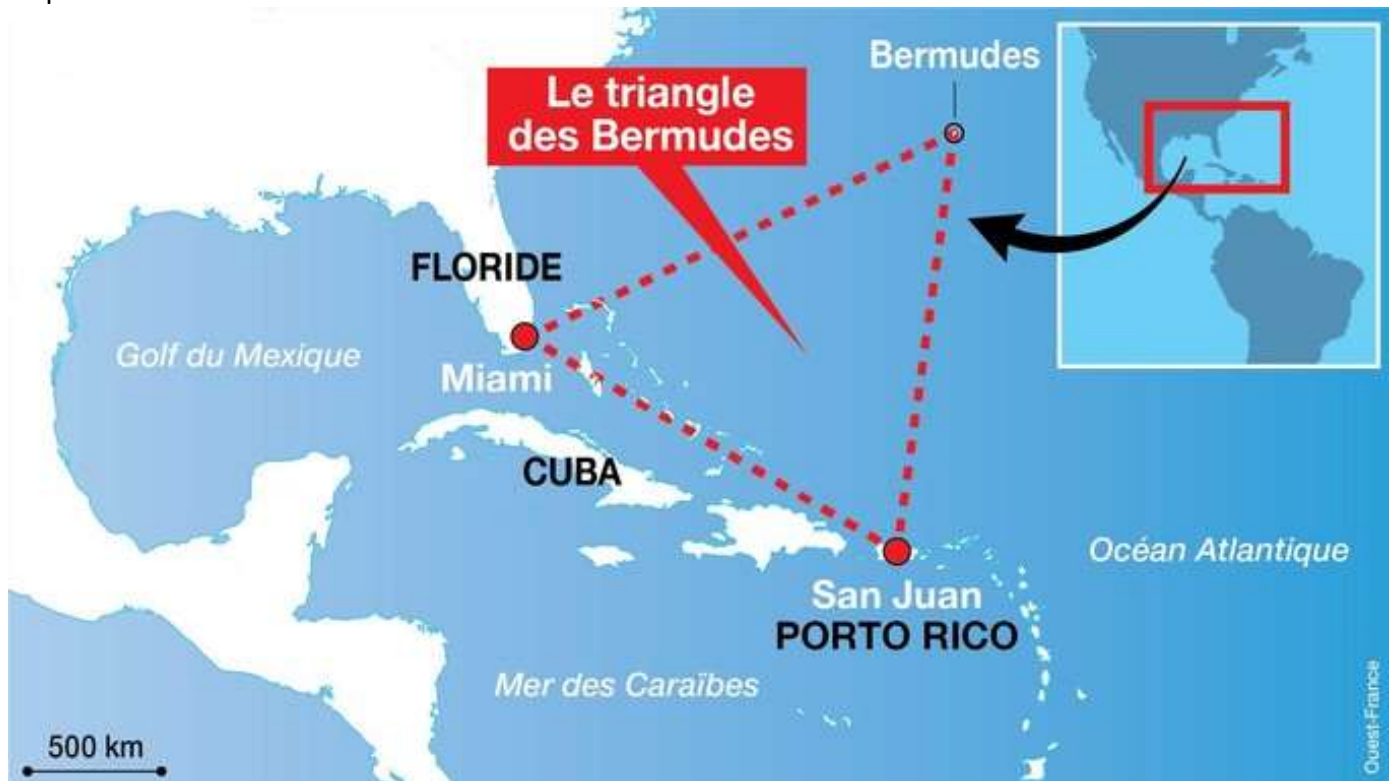 Bermudes
Le triangle
des Bermudes
FLORIDE
Golf du Mexique
Miami
CUBA
Océan Atlantique
San Juan
PORTO RICO
Mer des Caraïbes
500 km
Ouest-France